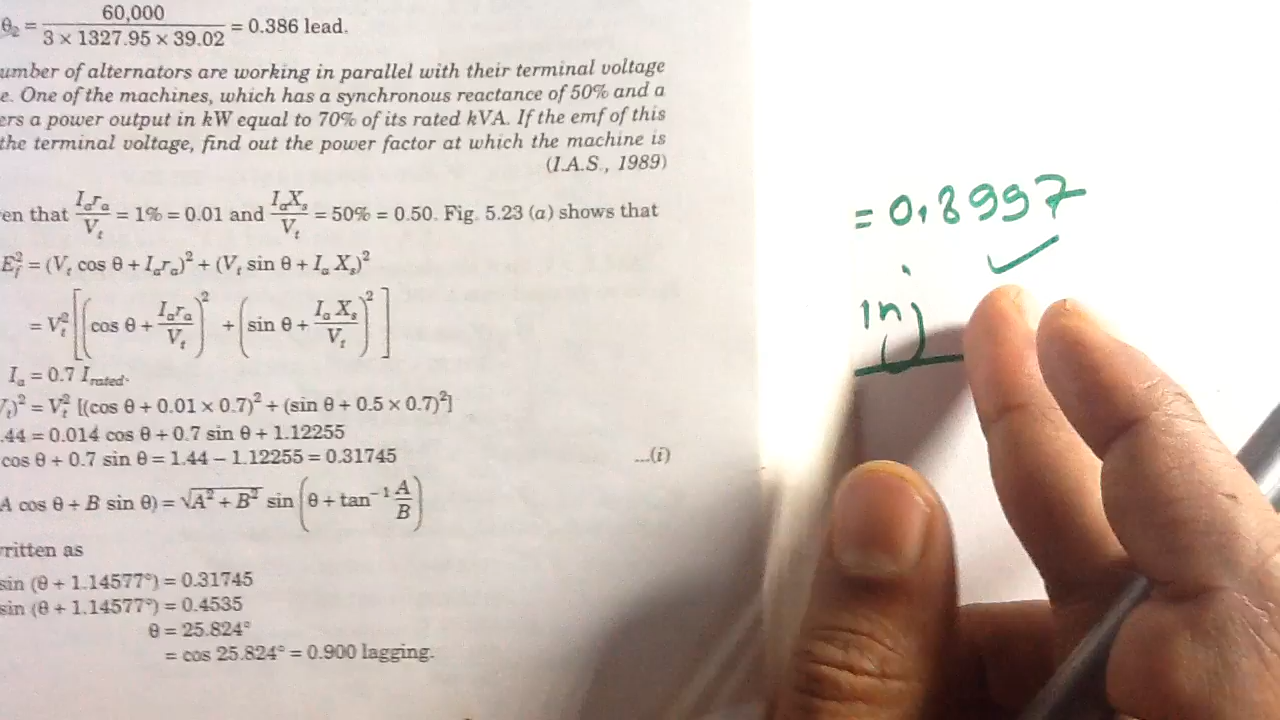 θ₂ = 60,000 / 3 × 1327.95 × 39.02 = 0.386 lead.
umber of alternators are working in parallel with their terminal voltage
e. One of the machines, which has a synchronous reactance of 50% and a
ers a power output in kW equal to 70% of its rated kVA. If the emf of this
the terminal voltage, find out the power factor at which the machine is
(I.A.S., 1989)
en that Iₐrₐ / Vₜ = 1% = 0.01 and IₐXₛ / Vₜ = 50% = 0.50. Fig. 5.23 (a) shows that
E_f² = (Vₜ cos θ + Iₐrₐ)² + (Vₜ sin θ + Iₐ Xₛ)²
= Vₜ² [(cos θ + Iₐrₐ / Vₜ)² + (sin θ + Iₐ Xₛ / Vₜ)²]
Iₐ = 0.7 I_rated.
Vₜ)² = Vₜ² [(cos θ + 0.01 × 0.7)² + (sin θ + 0.5 × 0.7)²]
.44 = 0.014 cos θ + 0.7 sin θ + 1.12255
cos θ + 0.7 sin θ = 1.44 – 1.12255 = 0.31745 ...(i)
A cos θ + B sin θ) = √A² + B² sin (θ + tan⁻¹ A / B)
ritten as
sin (θ + 1.14577°) = 0.31745
sin (θ + 1.14577°) = 0.4535
θ = 25.824°
= cos 25.824° = 0.900 lagging.
= 0.8997